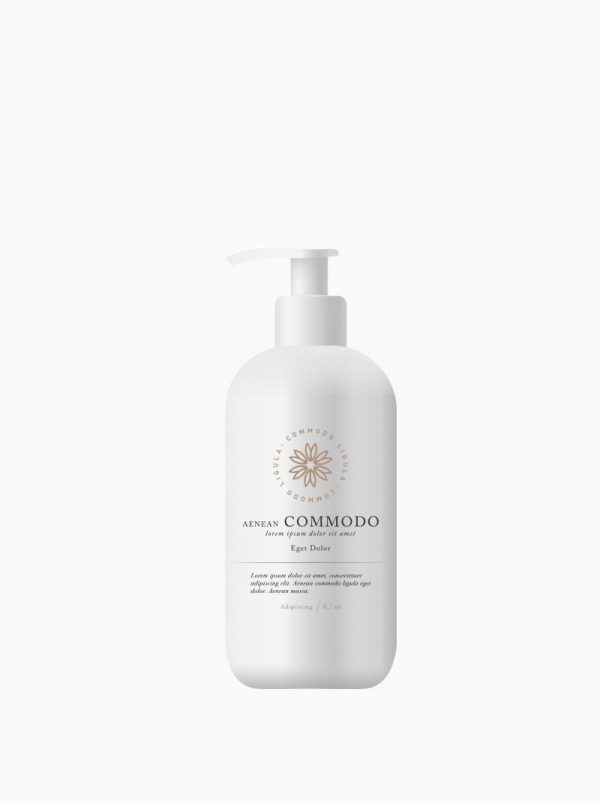 COMMODO LIGULA · COMMODO LIGULA ·
AENEAN COMMODO
lorem ipsum dolor sit amet
Eget Dolor
Lorem ipsum dolor sit amet, consectetuer
adipiscing elit. Aenean commodo ligula eget
dolor. Aenean massa.
Adipiscing / 0.7 ml